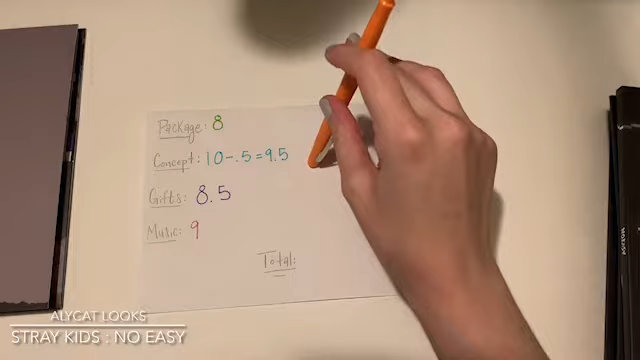 Package: 8
Concept: 10-.5=9.5
Gifts: 8.5
Music: 9
Total:
ALYCAT LOOKS
STRAY KIDS : NO EASY